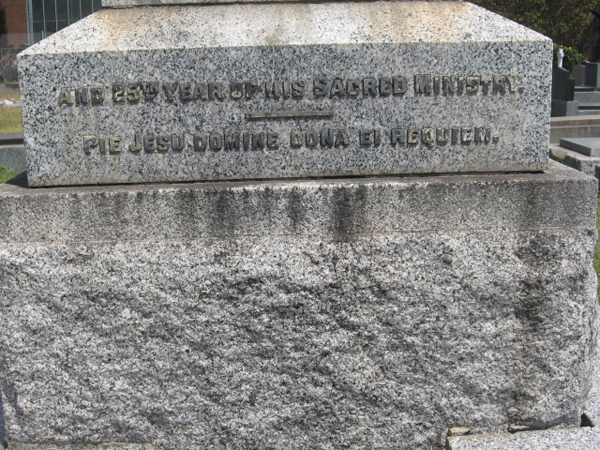 AND 25TH YEAR OF HIS SACRED MINISTRY.
PIE JESU DOMINE DONA EI REQUIEM.